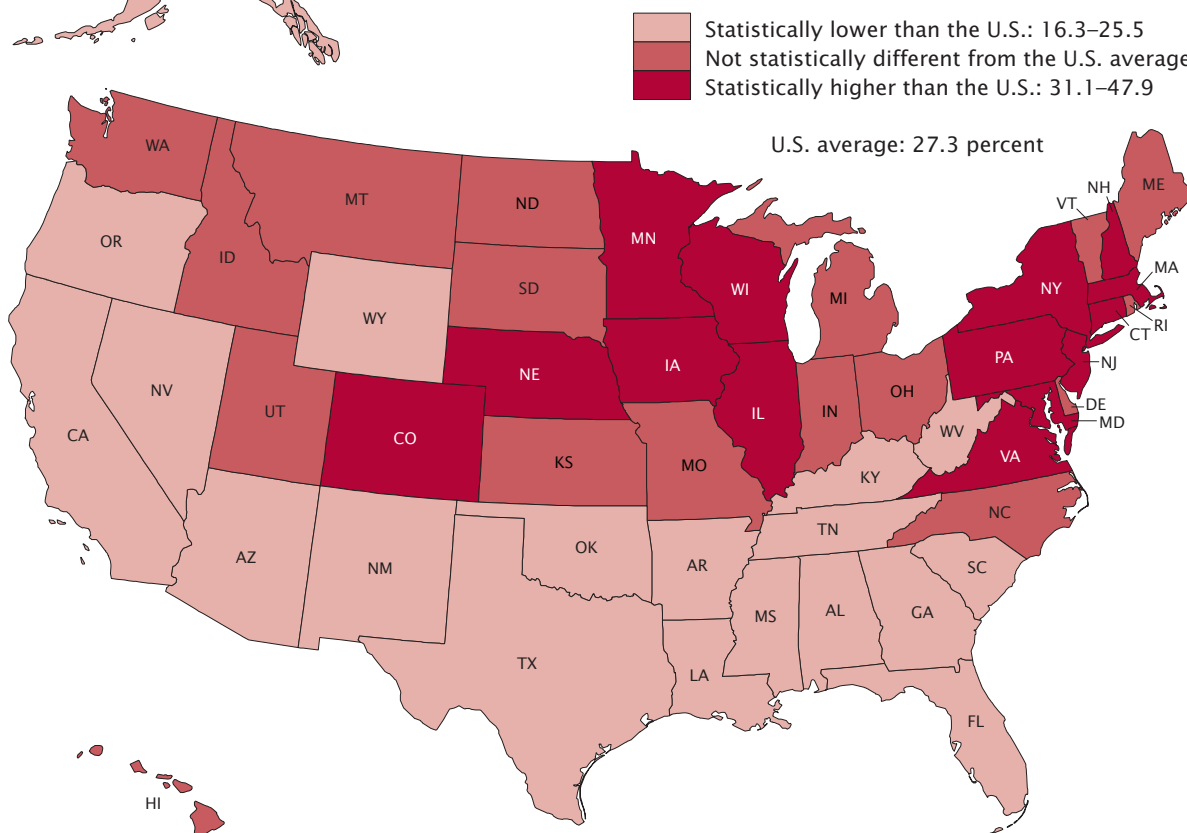 Statistically lower than the U.S.: 16.3–25.5
Not statistically different from the U.S. average
Statistically higher than the U.S.: 31.1–47.9
U.S. average: 27.3 percent
WA
MT
ND
MN
OR
ID
SD
WI
MI
WY
NY
VT
NH
ME
MA
RI
CT
NV
UT
NE
IA
IL
IN
OH
PA
NJ
DE
MD
CA
CO
KS
MO
WV
KY
VA
NC
AZ
NM
OK
AR
TN
SC
MS
AL
GA
TX
LA
FL
HI